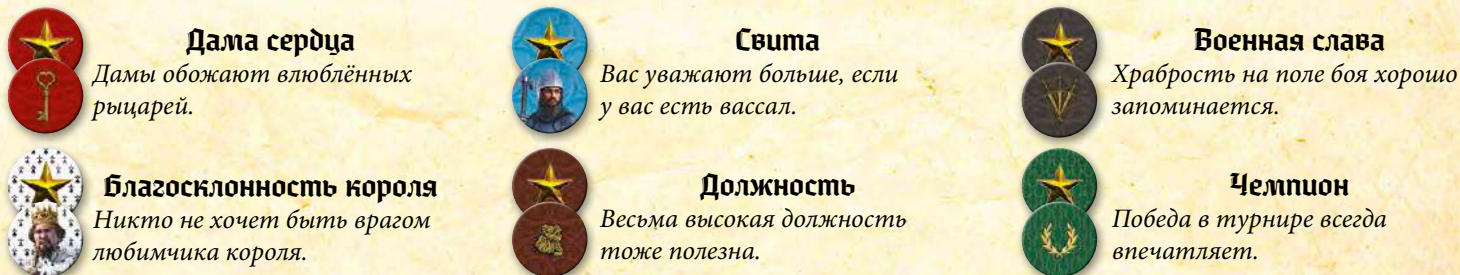 Дама сердца
Дамы обожают влюблённых
рыцарей.
Свита
Вас уважают больше, если
у вас есть вассал.
Военная слава
Храбрость на поле боя хорошо
запоминается.
Благосклонность короля
Никто не хочет быть врагом
любимчика короля.
Должность
Весьма высокая должность
тоже полезна.
Чемпион
Победа в турнире всегда
впечатляет.